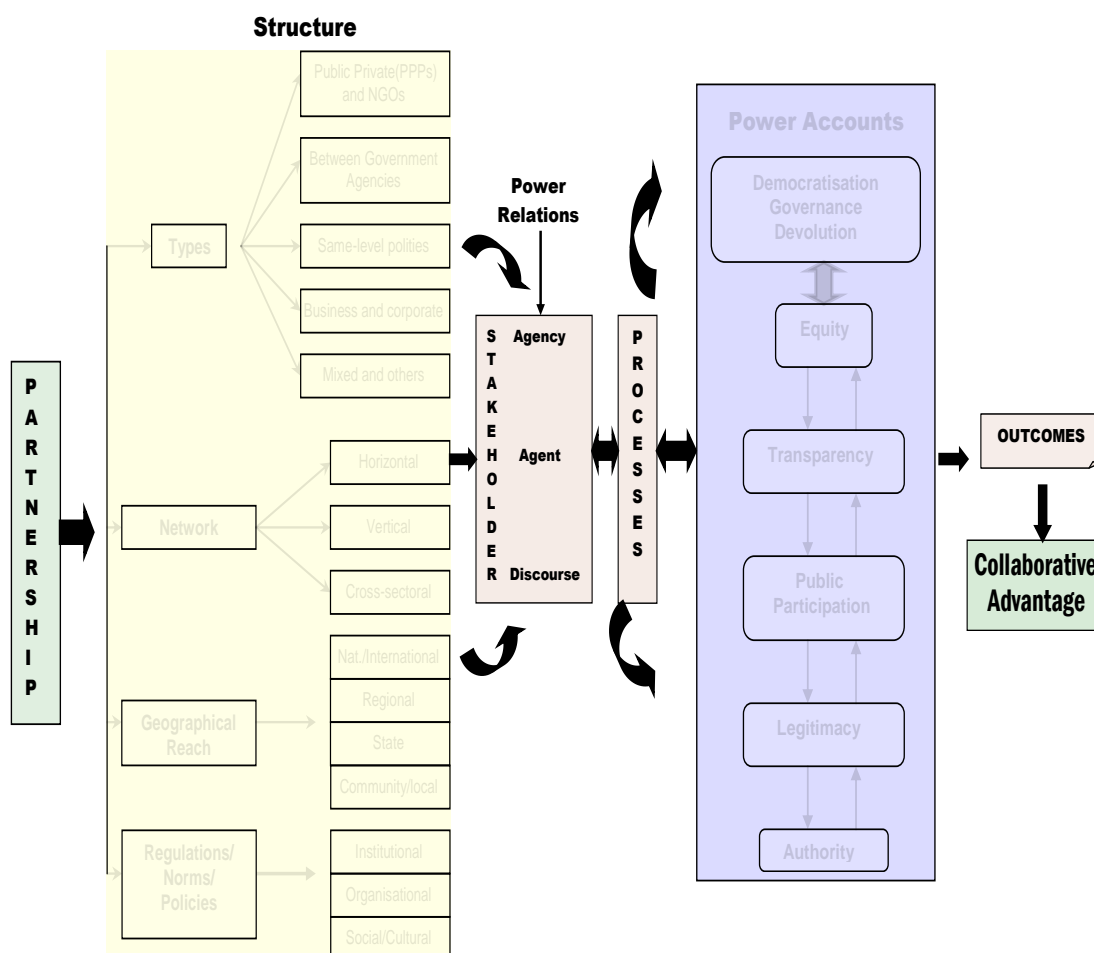 Structure
Public Private(PPPs)
and NGOs
Between Government
Agencies
Same-level polities
Business and corporate
Mixed and others
Types
Horizontal
Vertical
Cross-sectoral
Network
Nat./International
Regional
State
Community/local
Geographical
Reach
Institutional
Organisational
Social/Cultural
Regulations/
Norms/
Policies
PARTNERSHIP
Power
Relations
STAKEHOLDER
Agency
Agent
Discourse
PROCESSES
Power Accounts
Democratisation
Governance
Devolution
Equity
Transparency
Public
Participation
Legitimacy
Authority
OUTCOMES
Collaborative
Advantage